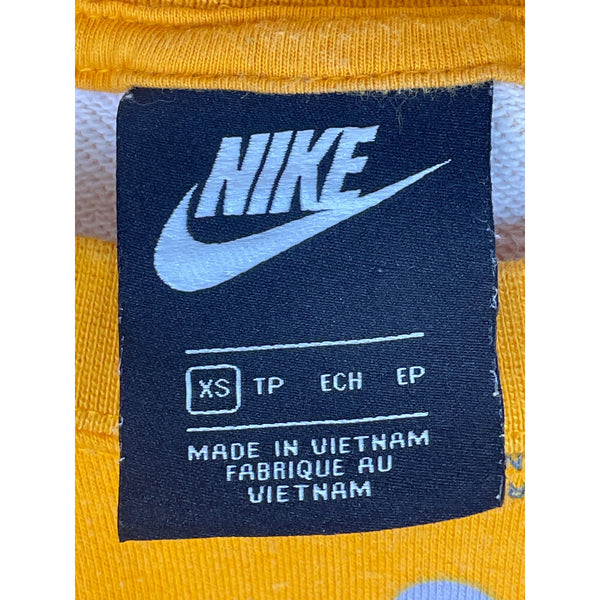 NIKE
XS TP ECH EP
MADE IN VIETNAM
FABRIQUE AU
VIETNAM